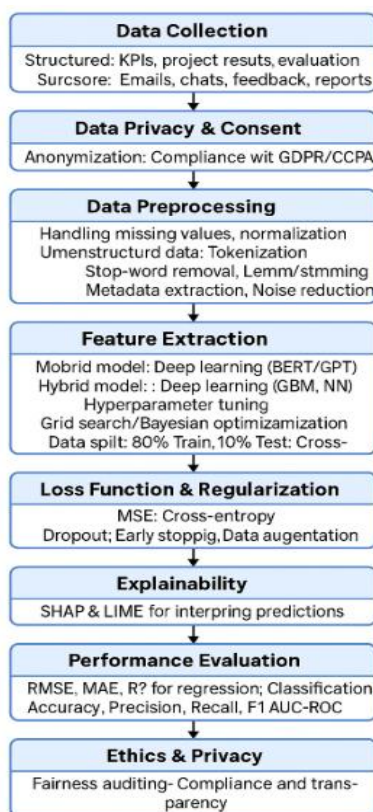 Data Collection
Structured: KPIs, project resuts, evaluation
Surcsore: Emails, chats, feedback, reports
Data Privacy & Consent
Anonymization: Compliance wit GDPR/CCPA
Data Preprocessing
Handling missing values, normalization
Umenstructurd data: Tokenization
Stop-word removal, Lemm/stmming
Metadata extraction, Noise reduction
Feature Extraction
Mobrid model: Deep learning (BERT/GPT)
Hybrid model: : Deep learning (GBM, NN)
Hyperparameter tuning
Grid search/Bayesian optimizamization
Data spilt: 80% Train, 10% Test: Cross-
Loss Function & Regularization
MSE: Cross-entropy
Dropout; Early stoppig, Data augentation
Explainability
SHAP & LIME for interpring predictions
Performance Evaluation
RMSE, MAE, R? for regression; Classification
Accuracy, Precision, Recall, F1 AUC-ROC
Ethics & Privacy
Fairness auditing- Compliance and trans-
parency